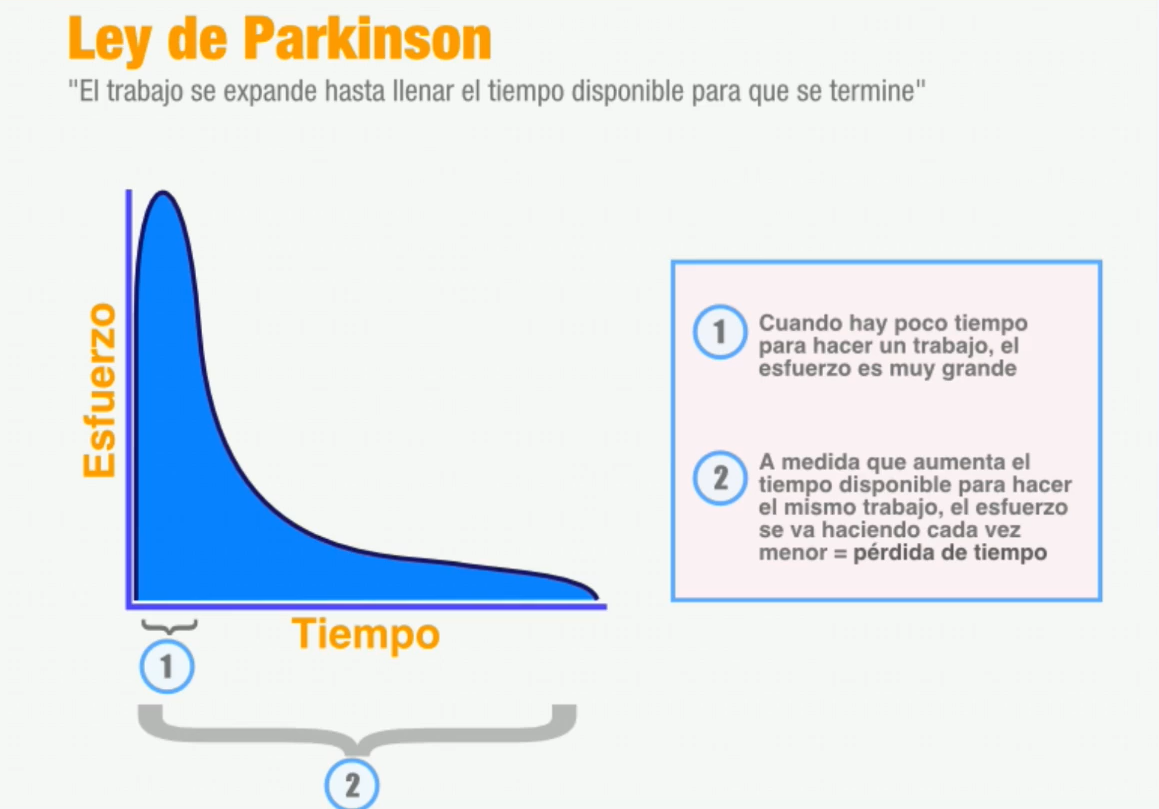 Ley de Parkinson
"El trabajo se expande hasta llenar el tiempo disponible para que se termine"
Esfuerzo
Tiempo
1
2
1
Cuando hay poco tiempo
para hacer un trabajo, el
esfuerzo es muy grande
2
A medida que aumenta el
tiempo disponible para hacer
el mismo trabajo, el esfuerzo
se va haciendo cada vez
menor = pérdida de tiempo